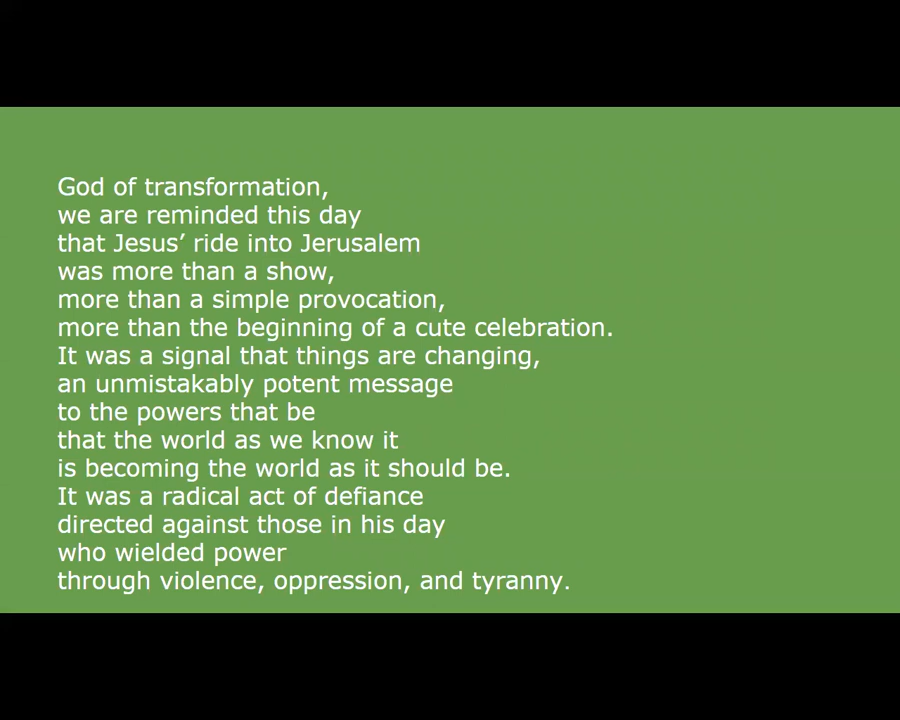 God of transformation,
we are reminded this day
that Jesus’ ride into Jerusalem
was more than a show,
more than a simple provocation,
more than the beginning of a cute celebration.
It was a signal that things are changing,
an unmistakably potent message
to the powers that be
that the world as we know it
is becoming the world as it should be.
It was a radical act of defiance
directed against those in his day
who wielded power
through violence, oppression, and tyranny.